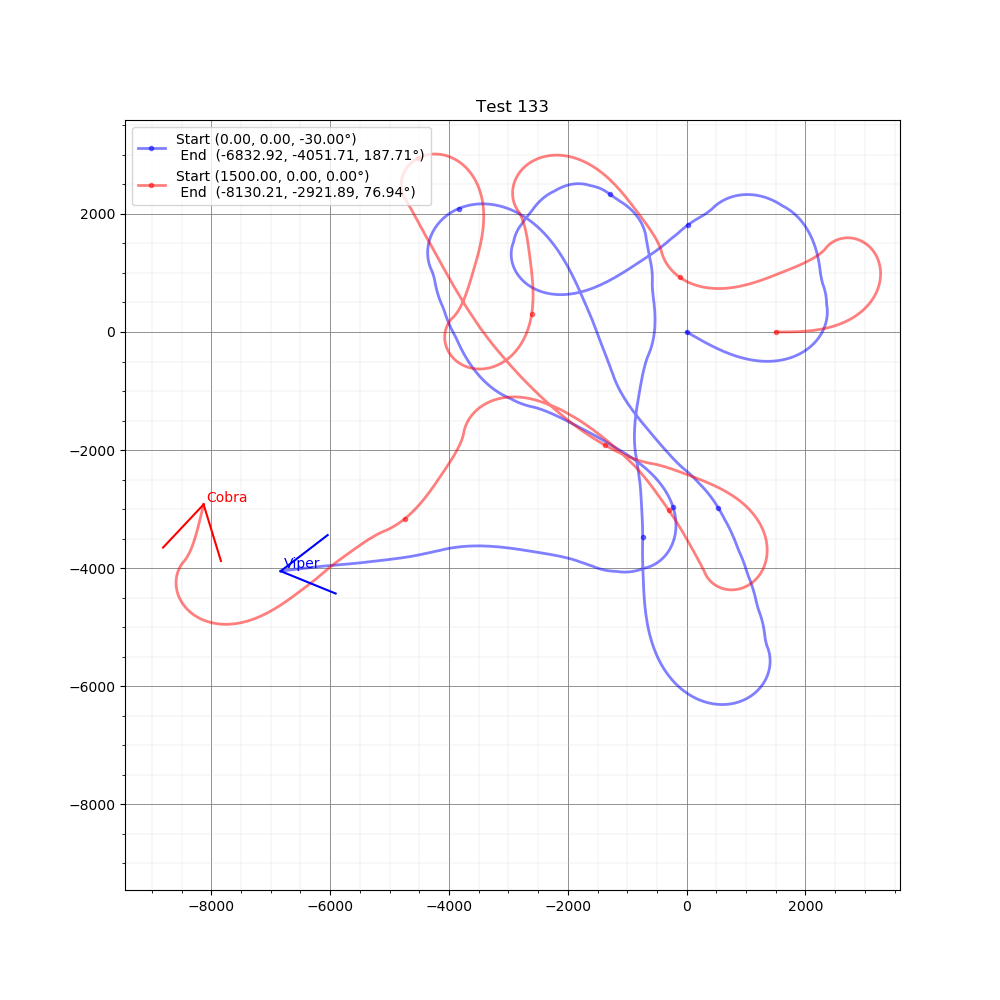 Test 133
Start (0.00, 0.00, -30.00°)
End (-6832.92, -4051.71, 187.71°)
Start (1500.00, 0.00, 0.00°)
End (-8130.21, -2921.89, 76.94°)
2000
0
−2000
−4000
−6000
−8000
Cobra
Viper
−8000
−6000
−4000
−2000
0
2000